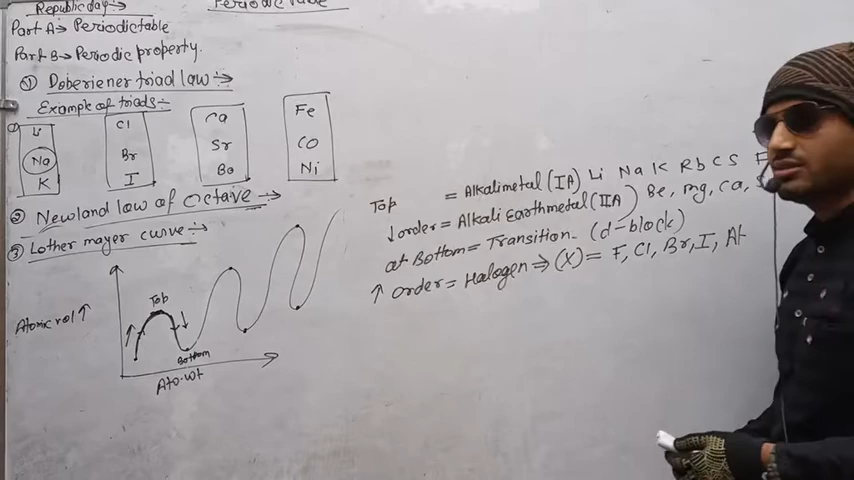 Republic day :→
Periodic Table
Part A → Periodictable
Part B → Periodic property.
① Doberiener triad law :→
Example of triads :-
① Li
Na
K
Cl
Br
I
Ca
Sr
Ba
Fe
CO
Ni
② Newland law of Octave :→
③ Lother mayer curve :→
Atomic vol ↑
Top
Bottom
Ato.wt
Top = Alkalimetal (IA) Li Na K Rb CS F
↓ order = Alkali Earthmetal (IIA) Be, mg, Ca, S
at Bottom = Transition - (d-block)
↑ order = Halogen ⇒ (X) = F, Cl, Br, I, At